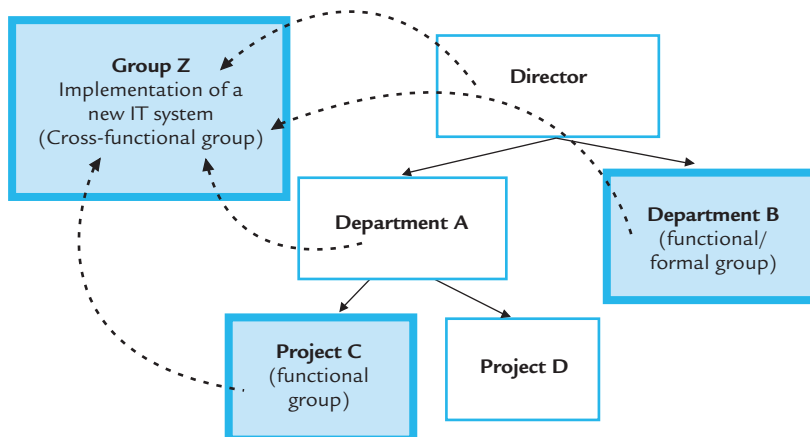 Group Z
Implementation of a
new IT system
(Cross-functional group)
Director
Department A
Department B
(functional/
formal group)
Project C
(functional
group)
Project D